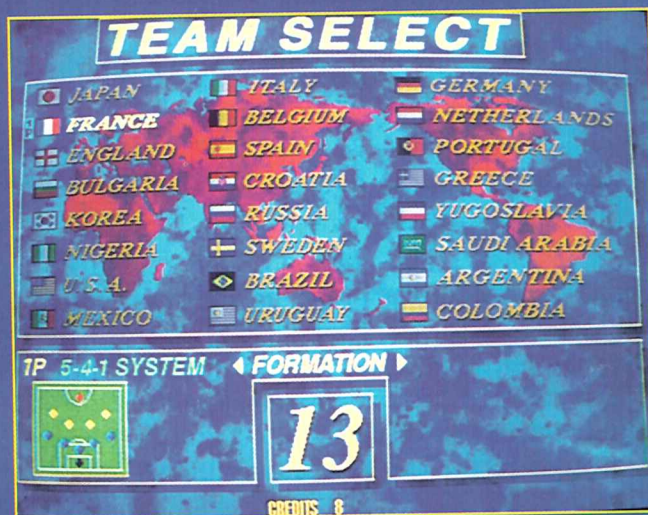 TEAM SELECT
JAPAN ITALY GERMANY
1P FRANCE BELGIUM NETHERLANDS
ENGLAND SPAIN PORTUGAL
BULGARIA CROATIA GREECE
KOREA RUSSIA YUGOSLAVIA
NIGERIA SWEDEN SAUDI ARABIA
U.S.A. BRAZIL ARGENTINA
MEXICO URUGUAY COLOMBIA
1P 5-4-1 SYSTEM FORMATION
13
CREDITS 8